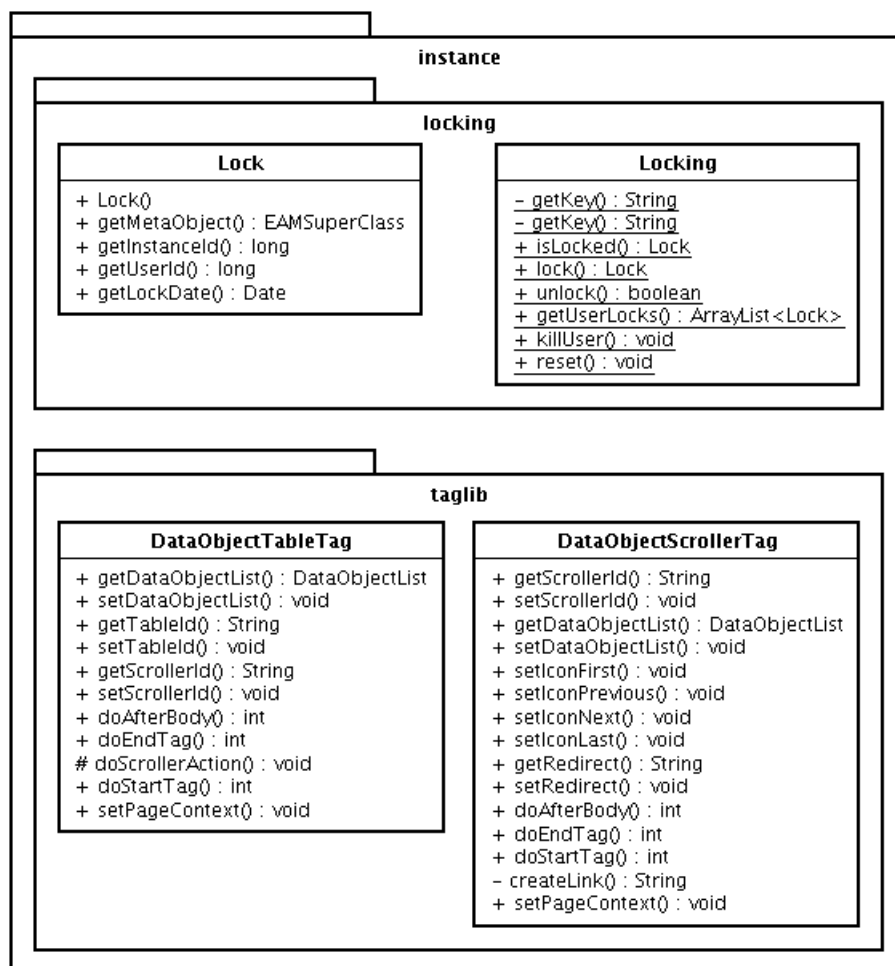 instance
locking
Lock
+ Lock()
+ getMetaObject() : EAMSuperClass
+ getInstanceId() : long
+ getUserId() : long
+ getLockDate() : Date
Locking
- getKey() : String
- getKey() : String
+ isLocked() : Lock
+ lock() : Lock
+ unlock() : boolean
+ getUserLocks() : ArrayList<Lock>
+ killUser() : void
+ reset() : void
taglib
DataObjectTableTag
+ getDataObjectList() : DataObjectList
+ setDataObjectList() : void
+ getTableId() : String
+ setTableId() : void
+ getScrollerId() : String
+ setScrollerId() : void
+ doAfterBody() : int
+ doEndTag() : int
# doScrollerAction() : void
+ doStartTag() : int
+ setPageContext() : void
DataObjectScrollerTag
+ getScrollerId() : String
+ setScrollerId() : void
+ getDataObjectList() : DataObjectList
+ setDataObjectList() : void
+ setIconFirst() : void
+ setIconPrevious() : void
+ setIconNext() : void
+ setIconLast() : void
+ getRedirect() : String
+ setRedirect() : void
+ doAfterBody() : int
+ doEndTag() : int
+ doStartTag() : int
- createLink() : String
+ setPageContext() : void